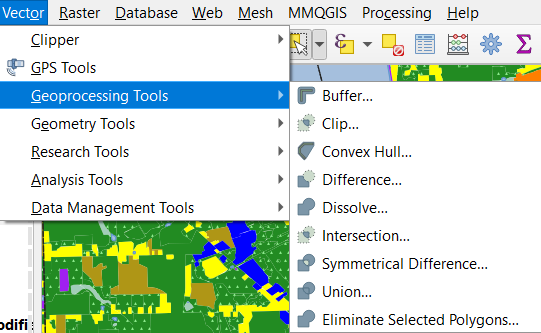 Vector Raster Database Web Mesh MMQGIS Processing Help
Clipper
GPS Tools
Geoprocessing Tools
Geometry Tools
Research Tools
Analysis Tools
Data Management Tools
Buffer...
Clip...
Convex Hull...
Difference...
Dissolve...
Intersection...
Symmetrical Difference...
Union...
Eliminate Selected Polygons...